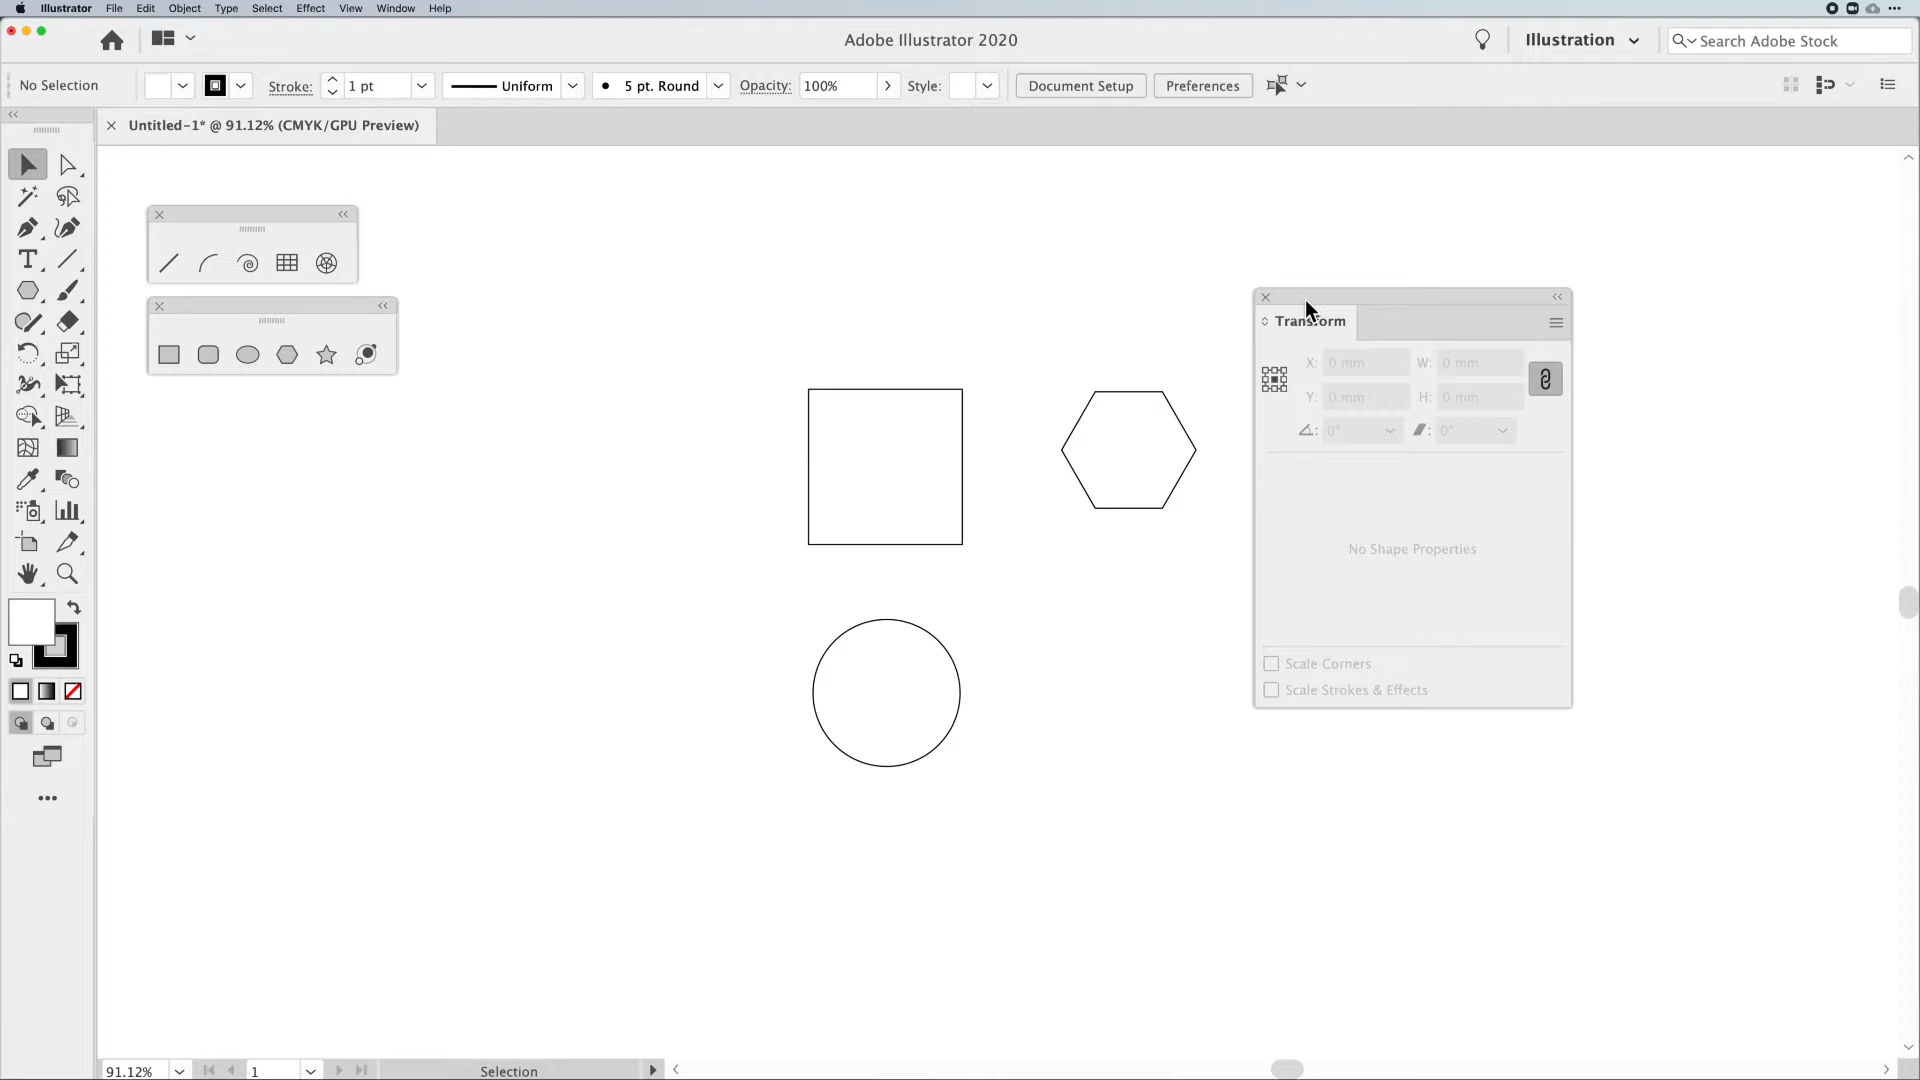 Illustrator File Edit Object Type Select Effect View Window Help
Adobe Illustrator 2020
Illustration
Search Adobe Stock
No Selection
Stroke: 1 pt
Uniform
5 pt. Round
Opacity: 100%
Style:
Document Setup
Preferences
Untitled-1* @ 91.12% (CMYK/GPU Preview)
Transform
X: 0 mm W: 0 mm
Y: 0 mm H: 0 mm
0° 0°
No Shape Properties
Scale Corners
Scale Strokes & Effects
91.12% 1 Selection